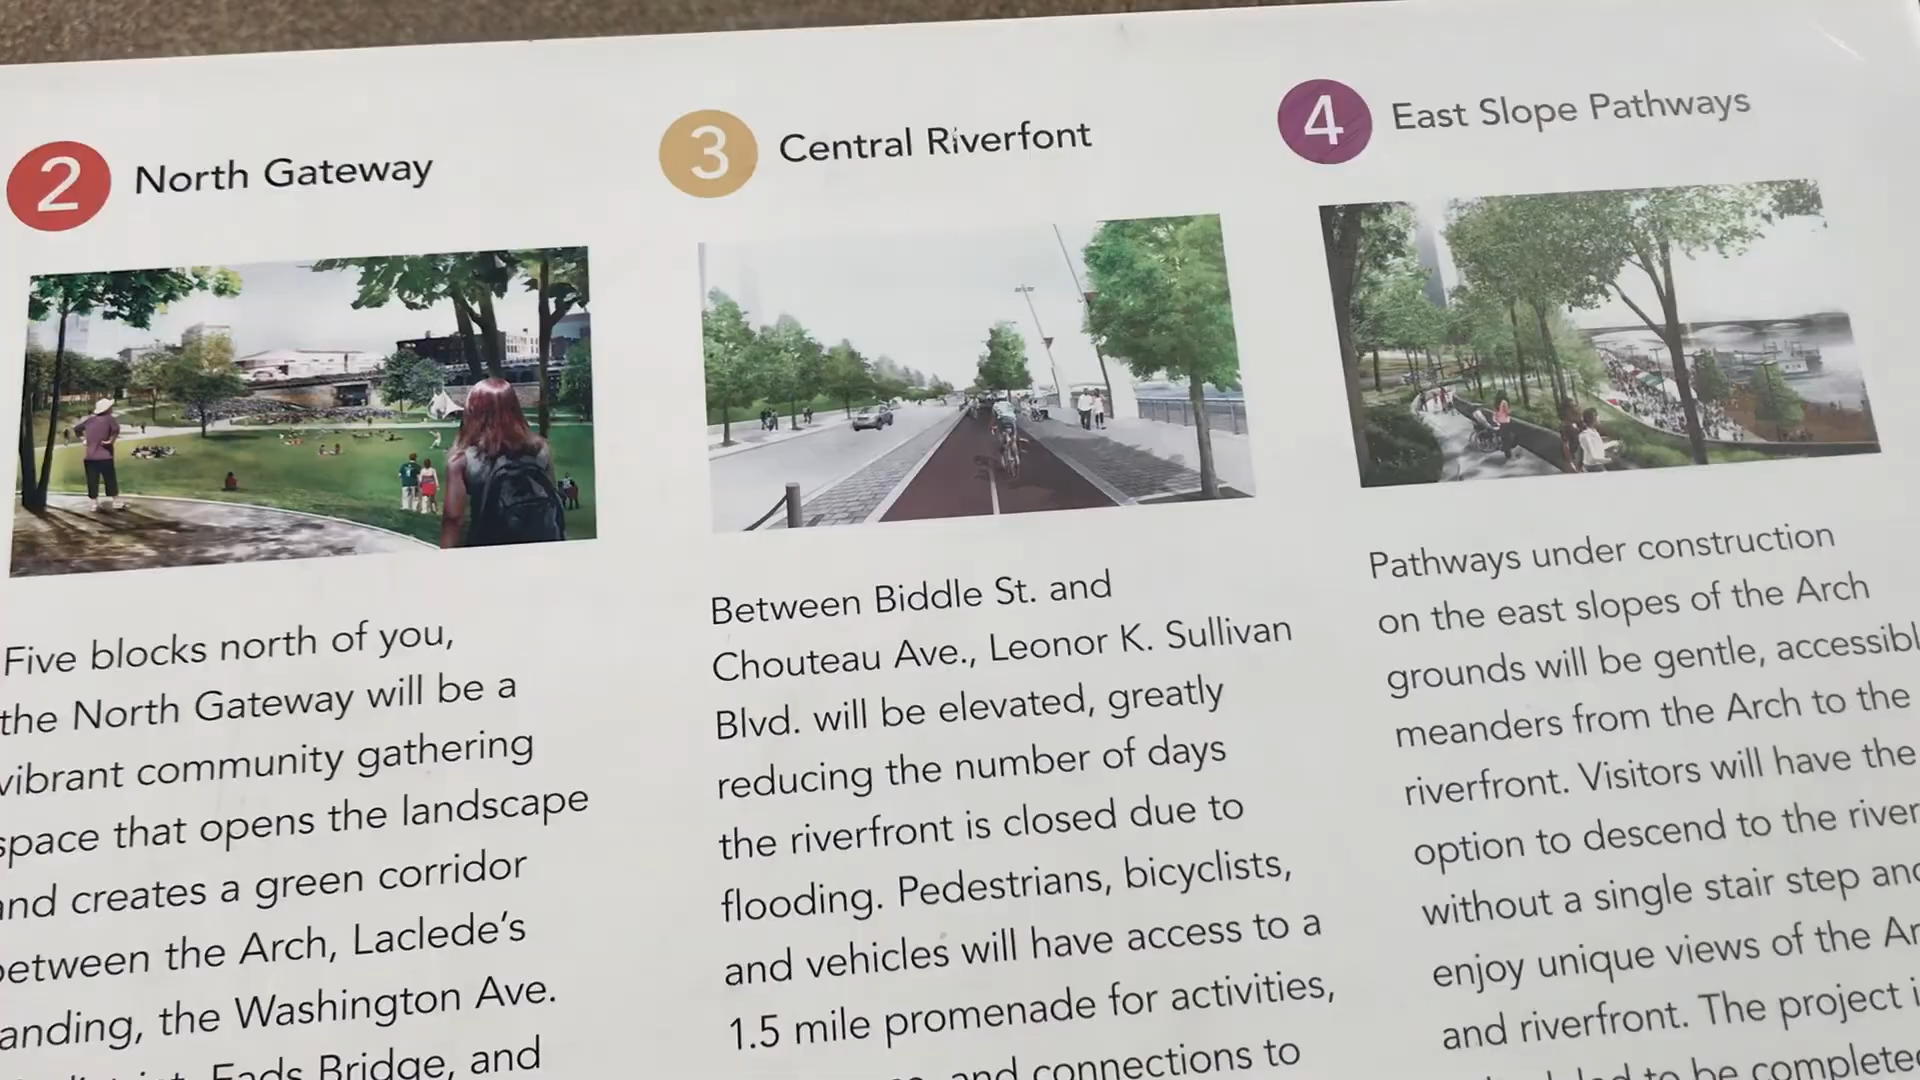 2 North Gateway
Five blocks north of you,
the North Gateway will be a
vibrant community gathering
space that opens the landscape
and creates a green corridor
between the Arch, Laclede's
anding, the Washington Ave.
Eads Bridge, and
3 Central Riverfont
Between Biddle St. and
Chouteau Ave., Leonor K. Sullivan
Blvd. will be elevated, greatly
reducing the number of days
the riverfront is closed due to
flooding. Pedestrians, bicyclists,
and vehicles will have access to a
1.5 mile promenade for activities,
and connections to
4 East Slope Pathways
Pathways under construction
on the east slopes of the Arch
grounds will be gentle, accessibl
meanders from the Arch to the
riverfront. Visitors will have the
option to descend to the river
without a single stair step and
enjoy unique views of the Ar
and riverfront. The project i
to be complete